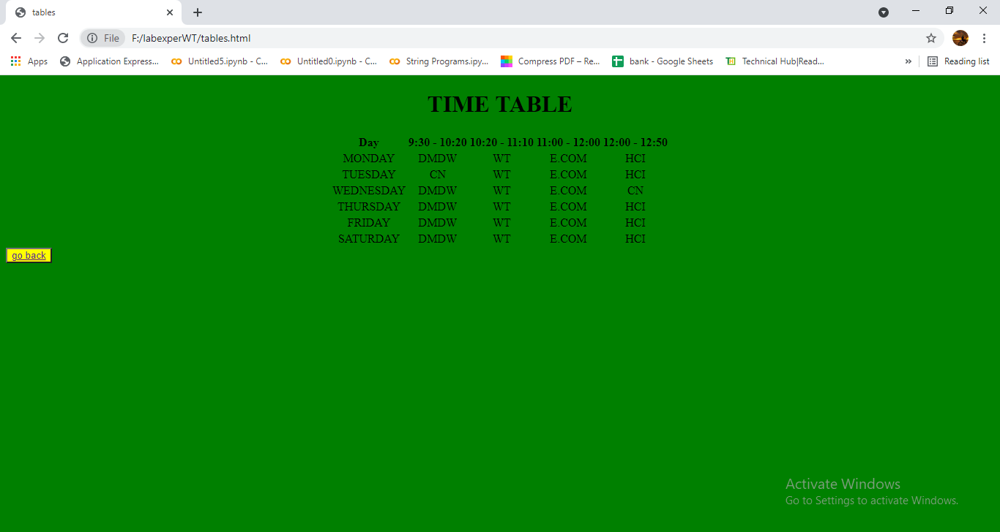 tables
File F:/labexperWT/tables.html
Apps Application Express... Untitled5.ipynb - C... Untitled0.ipynb - C... String Programs.ipy... Compress PDF – Re... bank - Google Sheets Technical Hub|Read... » Reading list
TIME TABLE
Day 9:30 - 10:20 10:20 - 11:10 11:00 - 12:00 12:00 - 12:50
MONDAY DMDW WT E.COM HCI
TUESDAY CN WT E.COM HCI
WEDNESDAY DMDW WT E.COM CN
THURSDAY DMDW WT E.COM HCI
FRIDAY DMDW WT E.COM HCI
SATURDAY DMDW WT E.COM HCI
go back
Activate Windows
Go to Settings to activate Windows.